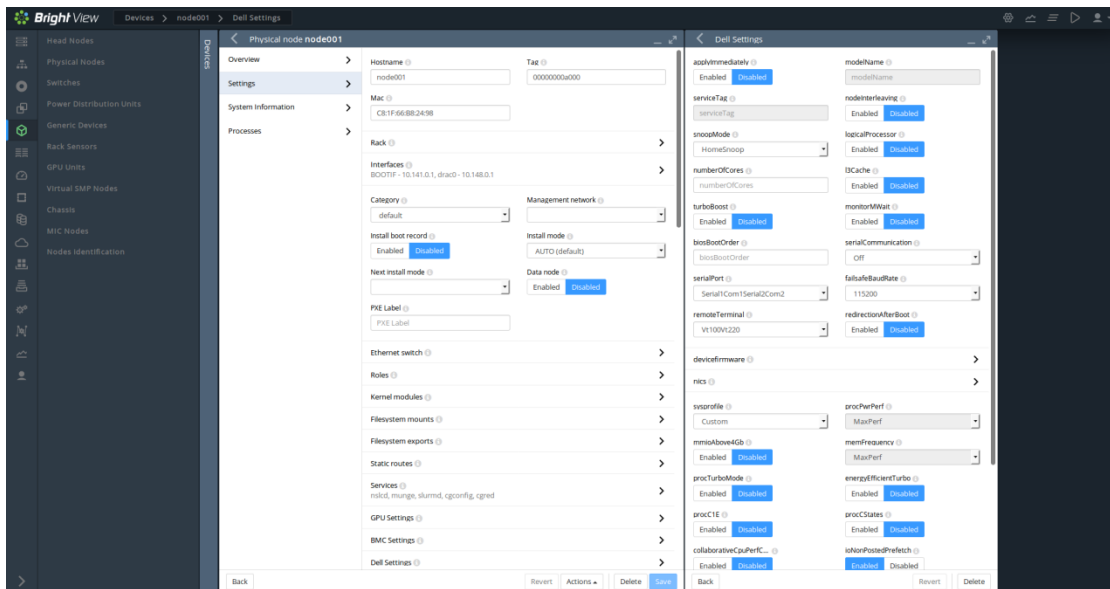 Bright View Devices > node001 > Dell Settings
Head Nodes
Physical Nodes
Switches
Power Distribution Units
Generic Devices
Rack Sensors
GPU Units
Virtual SMP Nodes
Chassis
MIC Nodes
Nodes Identification
Devices
Physical node node001
Overview
Settings
System Information
Processes
Hostname Tag
node001 00000000a000
Mac
C8:1F:66:B8:24:98
Rack
Interfaces
BOOTIF - 10.141.0.1, drac0 - 10.148.0.1
Category Management network
default
Install boot record Install mode
Enabled Disabled AUTO (default)
Next install mode Data node
Enabled Disabled
PXE Label
PXE Label
Ethernet switch
Roles
Kernel modules
Filesystem mounts
Filesystem exports
Static routes
Services
nslcd, munge, slurmd, cgconfig, cgred
GPU Settings
BMC Settings
Dell Settings
Back Revert Actions Delete Save
Dell Settings
applyImmediately modelName
Enabled Disabled modelName
serviceTag nodeInterleaving
serviceTag Enabled Disabled
snoopMode logicalProcessor
HomeSnoop Enabled Disabled
numberOfCores l3Cache
numberOfCores Enabled Disabled
turboBoost monitorMWait
Enabled Disabled Enabled Disabled
biosBootOrder serialCommunication
biosBootOrder Off
serialPort failsafeBaudRate
Serial1Com1Serial2Com2 115200
remoteTerminal redirectionAfterBoot
Vt100Vt220 Enabled Disabled
devicefirmware
nics
sysprofile procPwrPerf
Custom MaxPerf
mmioAbove4Gb memFrequency
Enabled Disabled MaxPerf
procTurboMode energyEfficientTurbo
Enabled Disabled Enabled Disabled
procC1E procCStates
Enabled Disabled Enabled Disabled
collaborativeCpuPerfC... ioNonPostedPrefetch
Enabled Disabled Enabled Disabled
Back Revert Delete